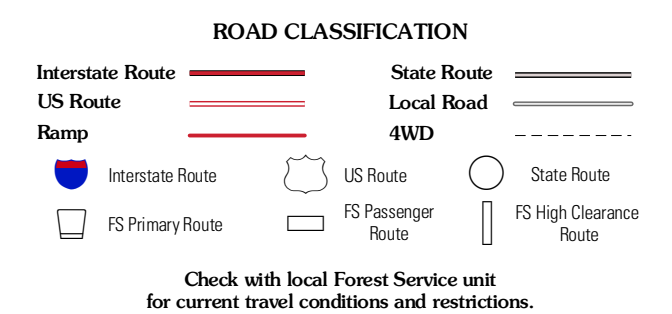 ROAD CLASSIFICATION
Interstate Route
State Route
US Route
Local Road
Ramp
4WD
Interstate Route
US Route
State Route
FS Primary Route
FS Passenger
Route
FS High Clearance
Route
Check with local Forest Service unit
for current travel conditions and restrictions.